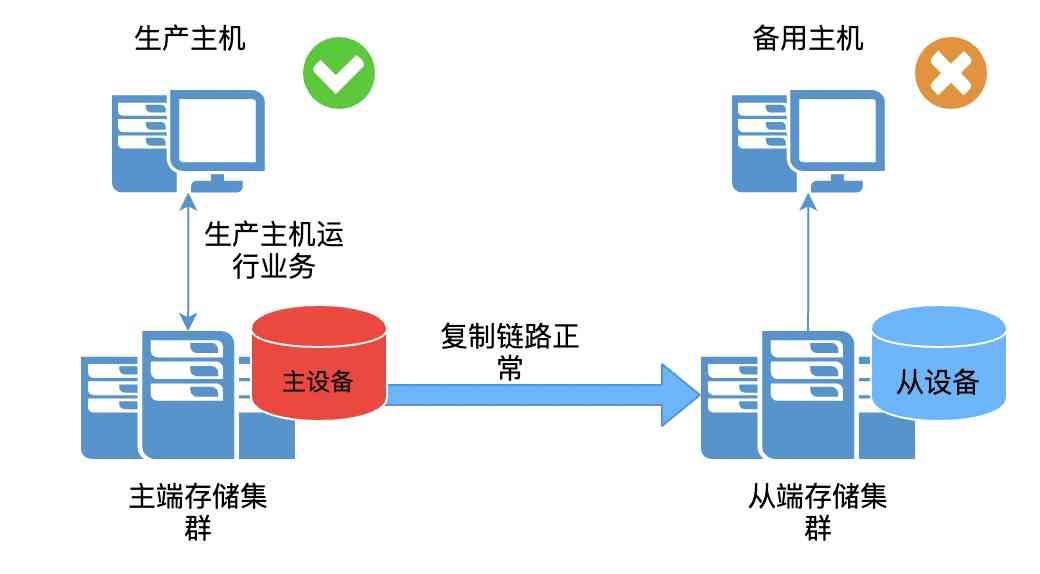 生产主机
备用主机
生产主机运
行业务
复制链路正
常
主设备
从设备
主端存储集
群
从端存储集
群